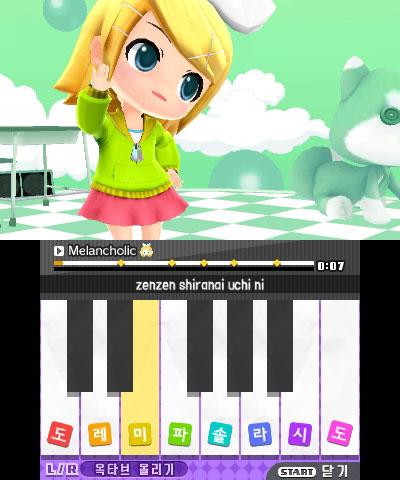 Melancholic
0:07
zenzen shiranai uchi ni
도 레 미 파 솔 라 시 도
L/R 옥타브 올리기 START 닫기